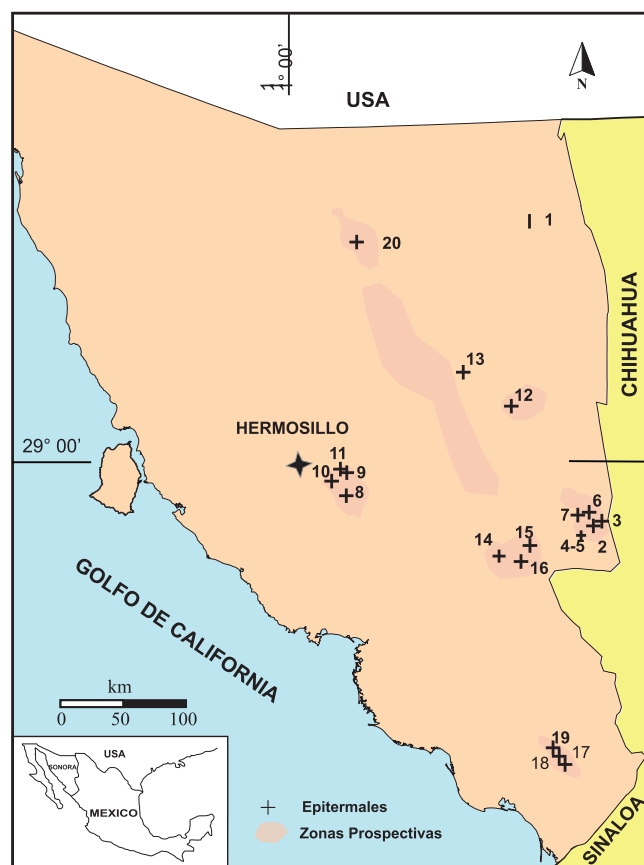 1° 00’
USA
N
1
20
CHIHUAHUA
13
12
HERMOSILLO
29° 00’
11
10
9
8
6
7
3
4-5
2
15
14
16
GOLFO DE CALIFORNIA
km
0 50 100
19
17
18
USA
SONORA
MEXICO
Epitermales
Zonas Prospectivas
SINALOA